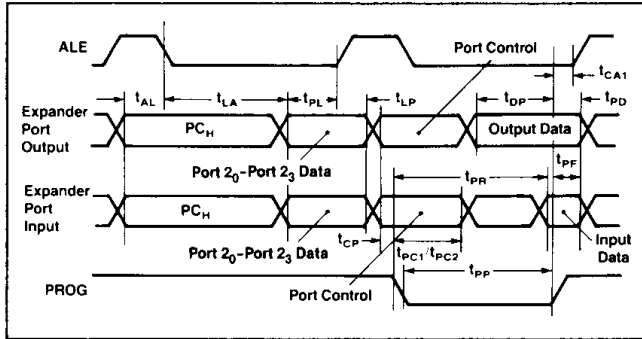 ALE
Port Control
tCA1
tAL
tLA
tPL
tLP
tDP
tPD
Expander
Port
Output
PCH
Output Data
Port 20-Port 23 Data
tPR
tPF
Expander
Port
Input
PCH
Port 20-Port 23 Data
tCP
tPC1/tPC2
Input
Data
tPP
PROG
Port Control